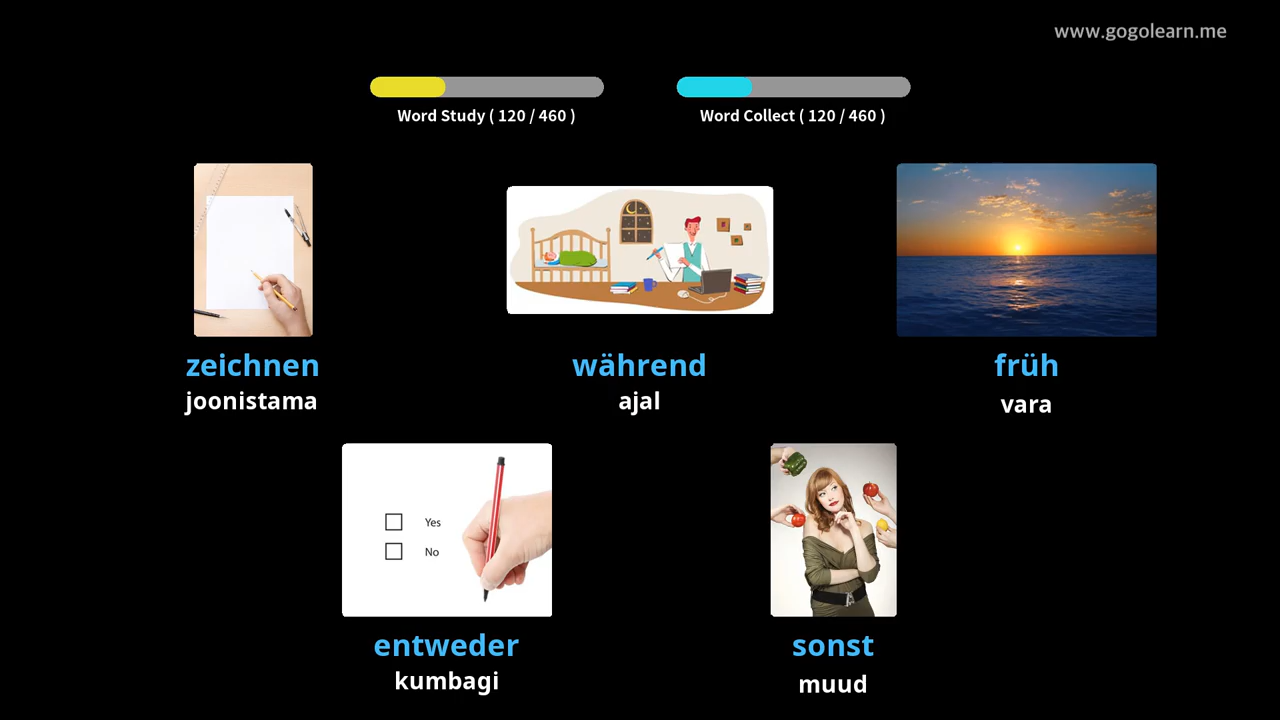 www.gogolearn.me
Word Study ( 120 / 460 )
Word Collect ( 120 / 460 )
zeichnen
joonistama
während
ajal
früh
vara
Yes
No
entweder
kumbagi
sonst
muud